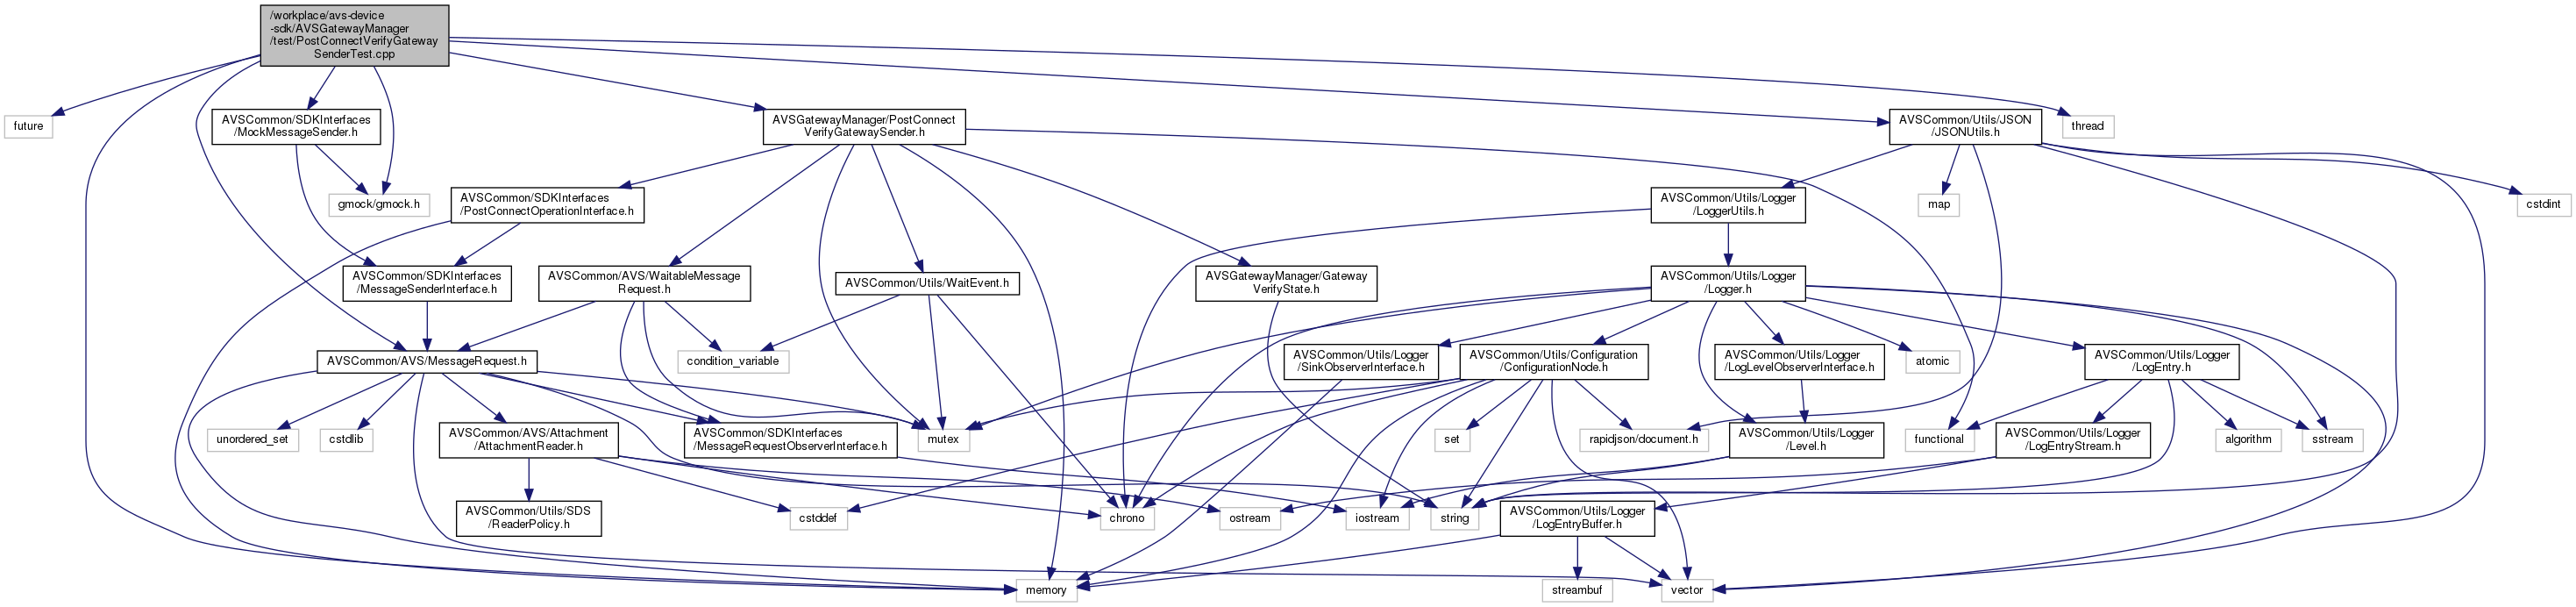 /workplace/avs-device
-sdk/AVSGatewayManager
/test/PostConnectVerifyGateway
SenderTest.cpp
future
AVSCommon/SDKInterfaces
/MockMessageSender.h
AVSGatewayManager/PostConnect
VerifyGatewaySender.h
AVSCommon/Utils/JSON
/JSONUtils.h
thread
gmock/gmock.h
AVSCommon/SDKInterfaces
/PostConnectOperationInterface.h
AVSCommon/Utils/Logger
/LoggerUtils.h
map
cstdint
AVSCommon/SDKInterfaces
/MessageSenderInterface.h
AVSCommon/AVS/WaitableMessage
Request.h
AVSCommon/Utils/WaitEvent.h
AVSGatewayManager/Gateway
VerifyState.h
AVSCommon/Utils/Logger
/Logger.h
AVSCommon/AVS/MessageRequest.h
condition_variable
AVSCommon/Utils/Logger
/SinkObserverInterface.h
AVSCommon/Utils/Configuration
/ConfigurationNode.h
AVSCommon/Utils/Logger
/LogLevelObserverInterface.h
atomic
AVSCommon/Utils/Logger
/LogEntry.h
unordered_set
cstdlib
AVSCommon/AVS/Attachment
/AttachmentReader.h
AVSCommon/SDKInterfaces
/MessageRequestObserverInterface.h
mutex
set
rapidjson/document.h
AVSCommon/Utils/Logger
/Level.h
functional
AVSCommon/Utils/Logger
/LogEntryStream.h
algorithm
sstream
AVSCommon/Utils/SDS
/ReaderPolicy.h
cstddef
chrono
ostream
iostream
string
AVSCommon/Utils/Logger
/LogEntryBuffer.h
memory
streambuf
vector